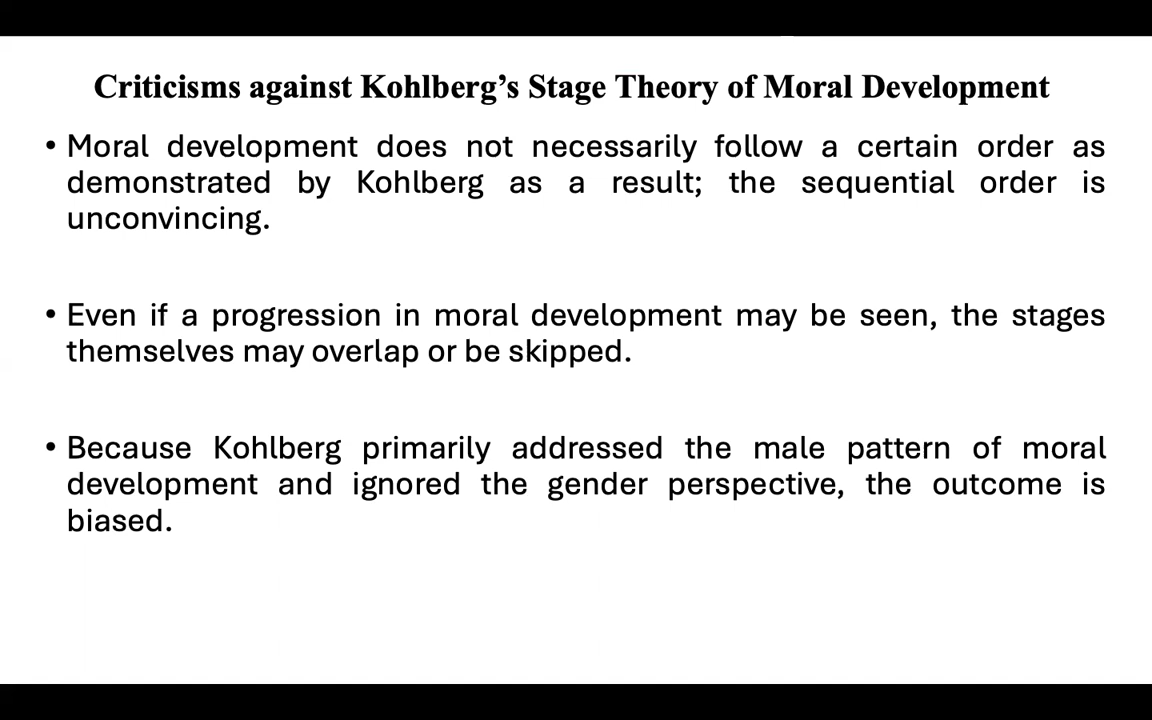 Criticisms against Kohlberg's Stage Theory of Moral Development
• Moral development does not necessarily follow a certain order as
demonstrated by Kohlberg as a result; the sequential order is
unconvincing.
• Even if a progression in moral development may be seen, the stages
themselves may overlap or be skipped.
• Because Kohlberg primarily addressed the male pattern of moral
development and ignored the gender perspective, the outcome is
biased.